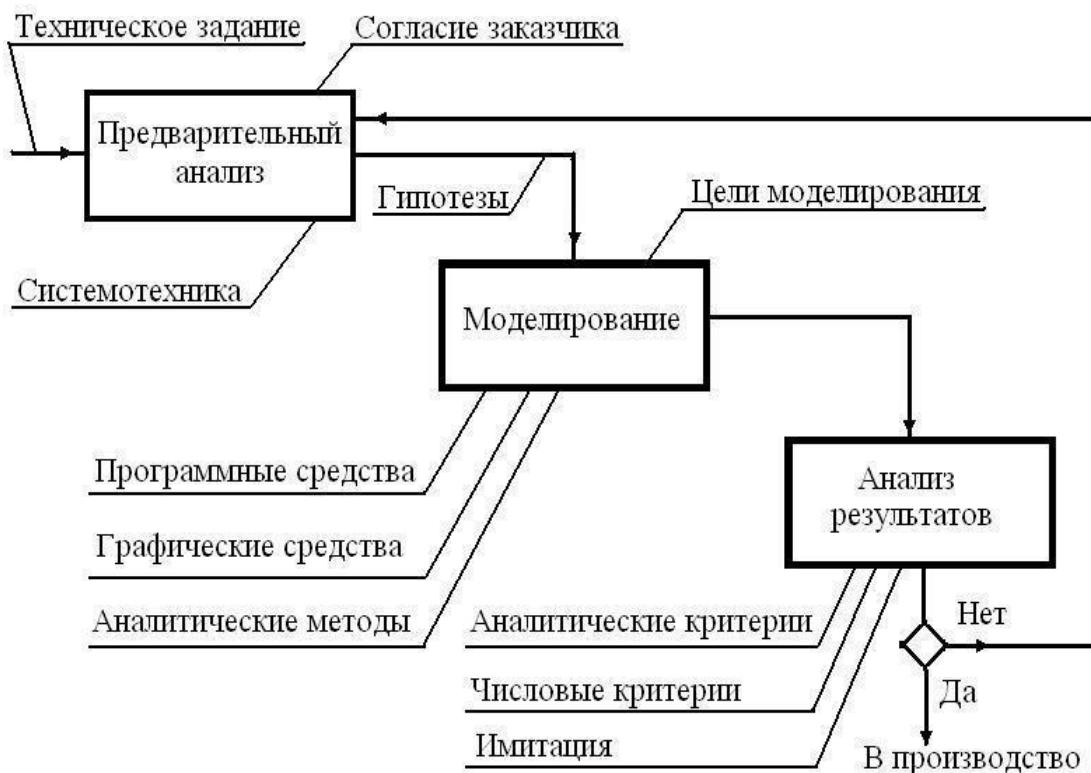 Техническое задание
Согласие заказчика
Предварительный
анализ
Гипотезы
Цели моделирования
Системотехника
Моделирование
Программные средства
Анализ
результатов
Графические средства
Аналитические методы
Аналитические критерии
Нет
Числовые критерии
Да
Имитация
В производство